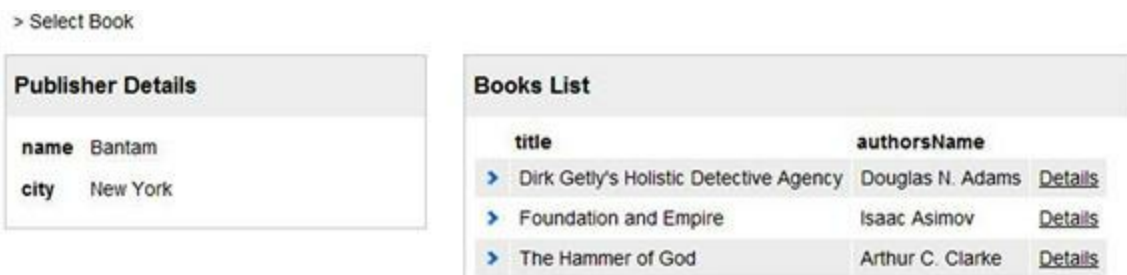 > Select Book
Publisher Details
name Bantam
city New York
Books List
title authorsName
Dirk Getly's Holistic Detective Agency Douglas N. Adams Details
Foundation and Empire Isaac Asimov Details
The Hammer of God Arthur C. Clarke Details